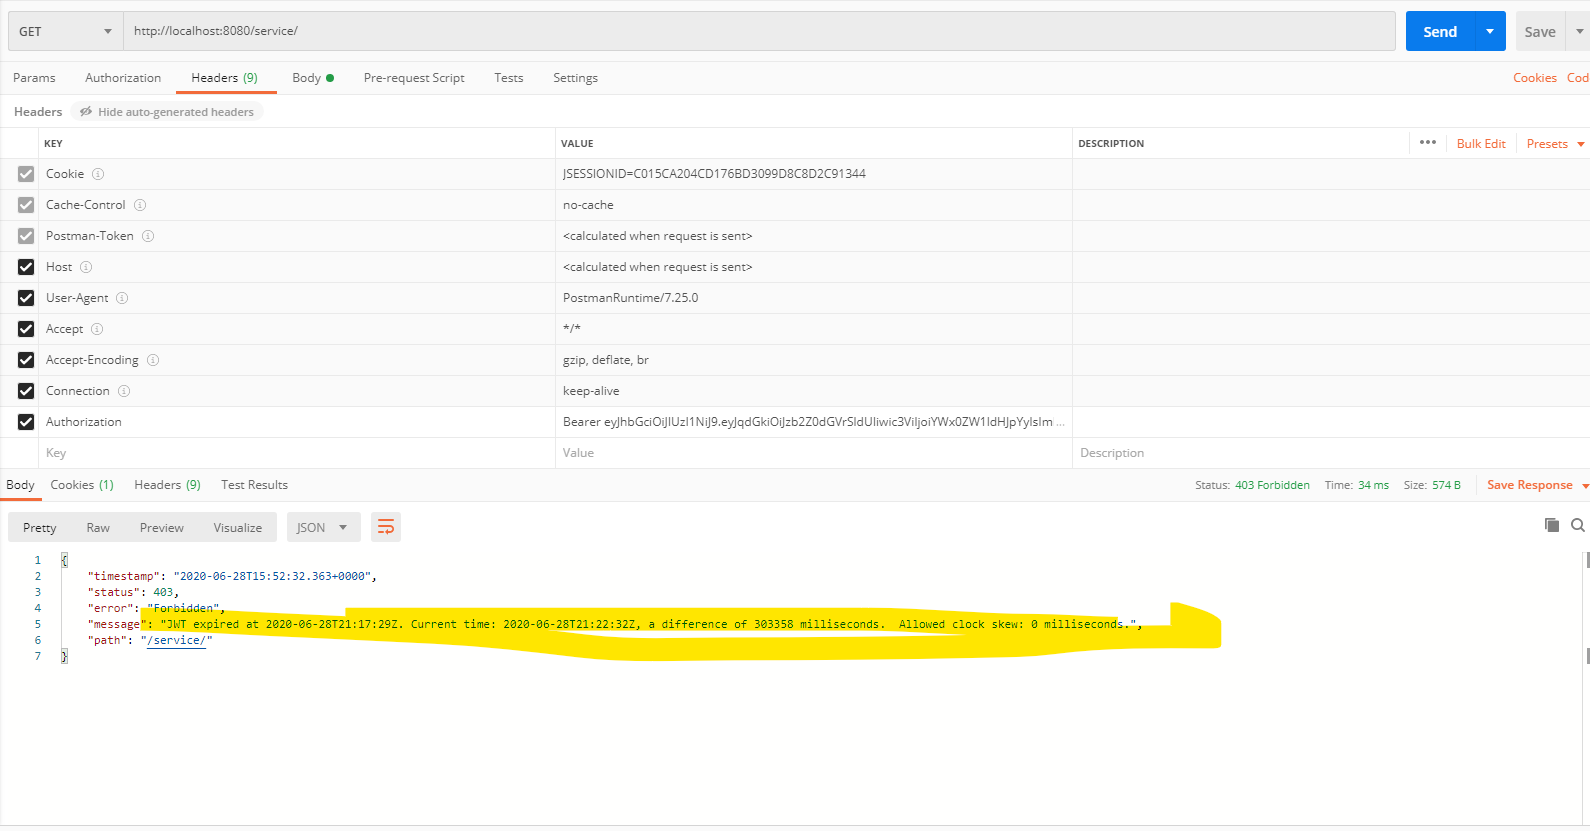 GET http://localhost:8080/service/ Send Save
Params Authorization Headers (9) Body Pre-request Script Tests Settings Cookies Cod
Headers Hide auto-generated headers
KEY VALUE DESCRIPTION ••• Bulk Edit Presets
Cookie JSESSIONID=C015CA204CD176BD3099D8C8D2C91344
Cache-Control no-cache
Postman-Token <calculated when request is sent>
Host <calculated when request is sent>
User-Agent PostmanRuntime/7.25.0
Accept */*
Accept-Encoding gzip, deflate, br
Connection keep-alive
Authorization Bearer eyJhbGciOiJIUzI1NiJ9.eyJqdGkiOiJzb2Z0dGVrSldUIiwic3ViIjoiYWx0ZW1ldHJpYyIsIm ...
Key Value Description
Body Cookies (1) Headers (9) Test Results Status: 403 Forbidden Time: 34 ms Size: 574 B Save Response
Pretty Raw Preview Visualize JSON
1 {
2 "timestamp": "2020-06-28T15:52:32.363+0000",
3 "status": 403,
4 "error": "Forbidden",
5 "message": "JWT expired at 2020-06-28T21:17:29Z. Current time: 2020-06-28T21:22:32Z, a difference of 303358 milliseconds.  Allowed clock skew: 0 milliseconds.",
6 "path": "/service/"
7 }